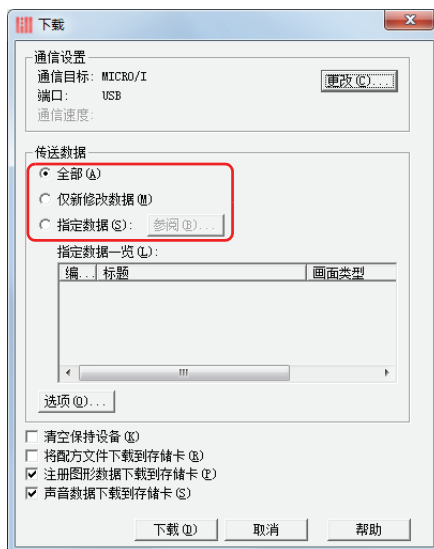 下载
通信设置
通信目标: MICRO/I
更改(C)...
端口: USB
通信速度:
传送数据
全部(A)
仅新修改数据(M)
指定数据(S): 参阅(B)...
指定数据一览(L):
编... 标题 画面类型
选项(O)...
清空保持设备(K)
将配方文件下载到存储卡(R)
注册图形数据下载到存储卡(P)
声音数据下载到存储卡(S)
下载(D) 取消 帮助